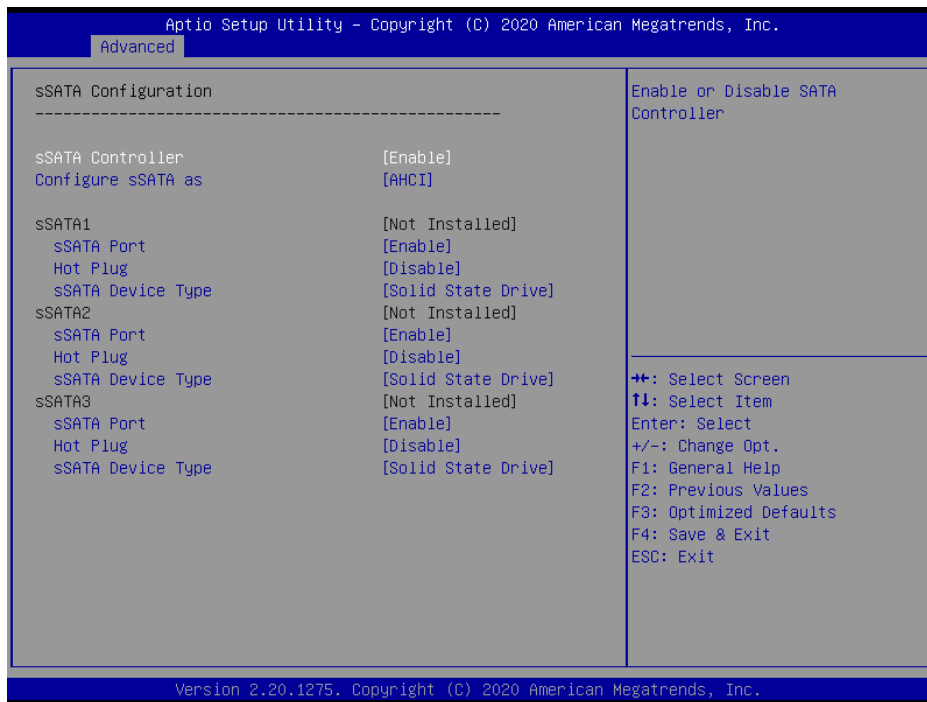 Aptio Setup Utility – Copyright (C) 2020 American Megatrends, Inc.
Advanced
sSATA Configuration
--------------------------------------------------
sSATA Controller [Enable]
Configure sSATA as [AHCI]
sSATA1 [Not Installed]
sSATA Port [Enable]
Hot Plug [Disable]
sSATA Device Type [Solid State Drive]
sSATA2 [Not Installed]
sSATA Port [Enable]
Hot Plug [Disable]
sSATA Device Type [Solid State Drive]
sSATA3 [Not Installed]
sSATA Port [Enable]
Hot Plug [Disable]
sSATA Device Type [Solid State Drive]
Enable or Disable SATA
Controller
→←: Select Screen
↑↓: Select Item
Enter: Select
+/-: Change Opt.
F1: General Help
F2: Previous Values
F3: Optimized Defaults
F4: Save & Exit
ESC: Exit
Version 2.20.1275. Copyright (C) 2020 American Megatrends, Inc.